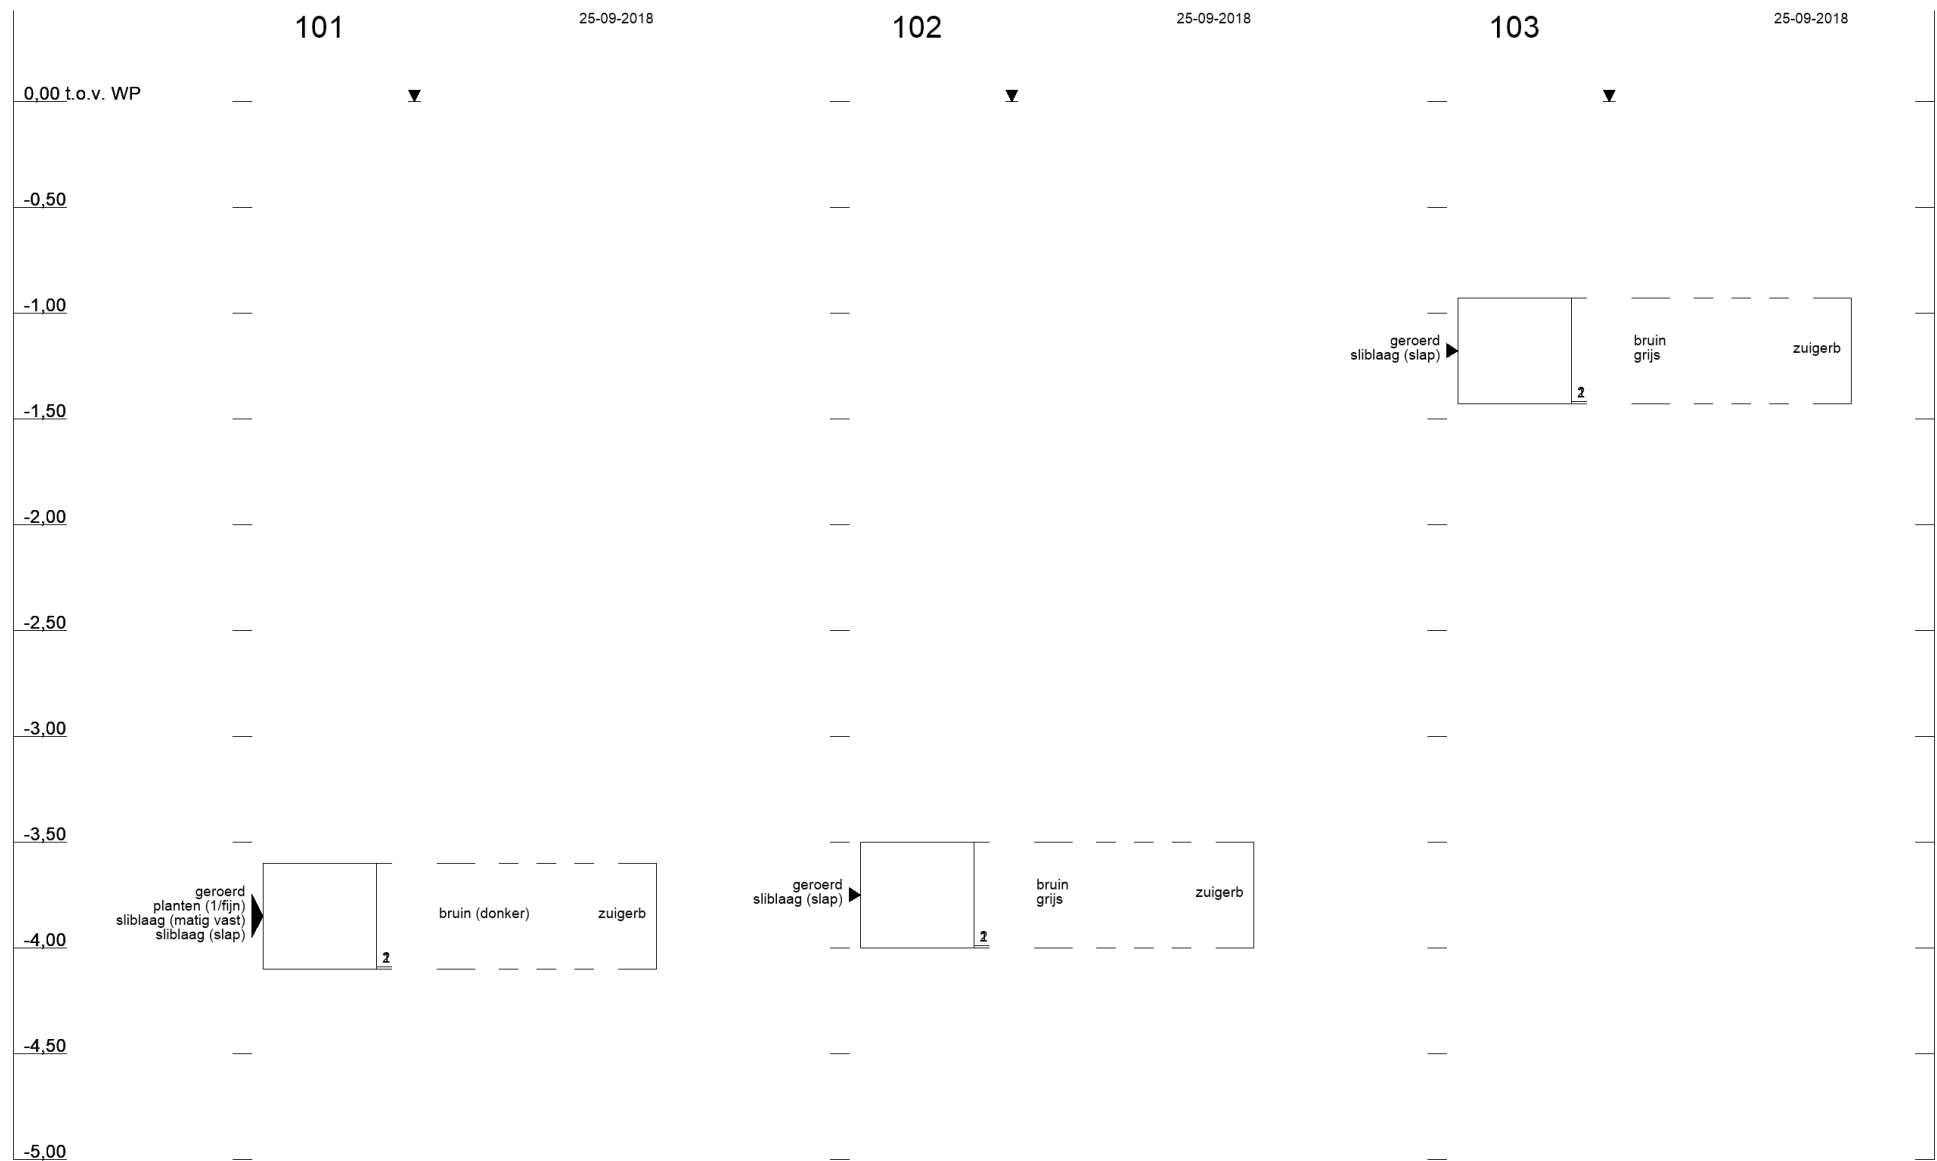 101
25-09-2018
102
25-09-2018
103
25-09-2018
0,00 t.o.v. WP
-0,50
-1,00
geroerd
sliblaag (slap)
bruin
grijs
zuigerb
-1,50
-2,00
-2,50
-3,00
-3,50
geroerd
planten (1/fijn)
sliblaag (matig vast)
sliblaag (slap)
bruin (donker)
zuigerb
geroerd
sliblaag (slap)
bruin
grijs
zuigerb
-4,00
-4,50
-5,00